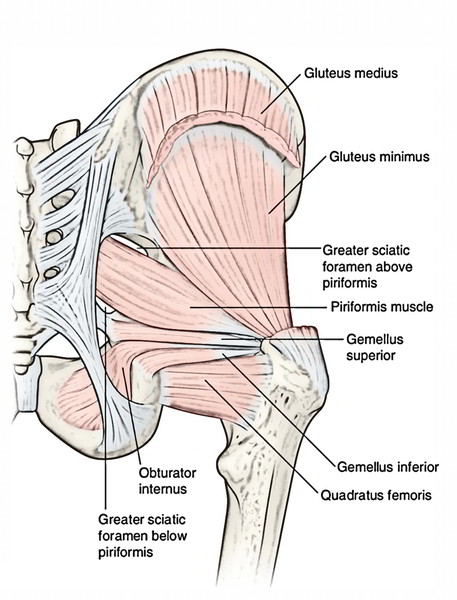 Gluteus medius
Gluteus minimus
Greater sciatic
foramen above
piriformis
Piriformis muscle
Gemellus
superior
Gemellus inferior
Obturator
internus
Quadratus femoris
Greater sciatic
foramen below
piriformis